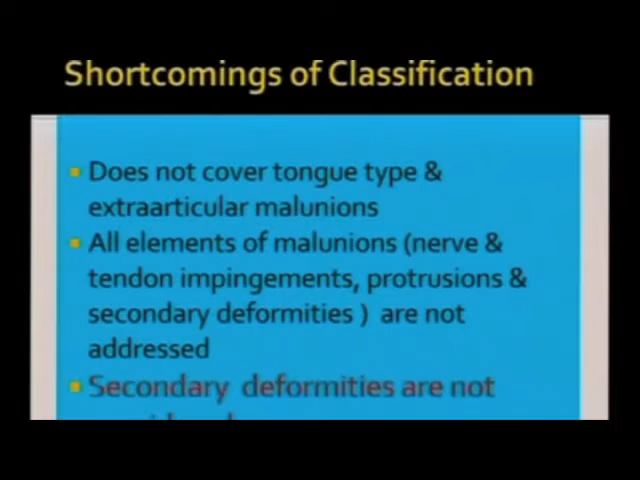 Shortcomings of Classification
Does not cover tongue type &
extraarticular malunions
All elements of malunions (nerve &
tendon impingements, protrusions &
secondary deformities ) are not
addressed
Secondary deformities are not